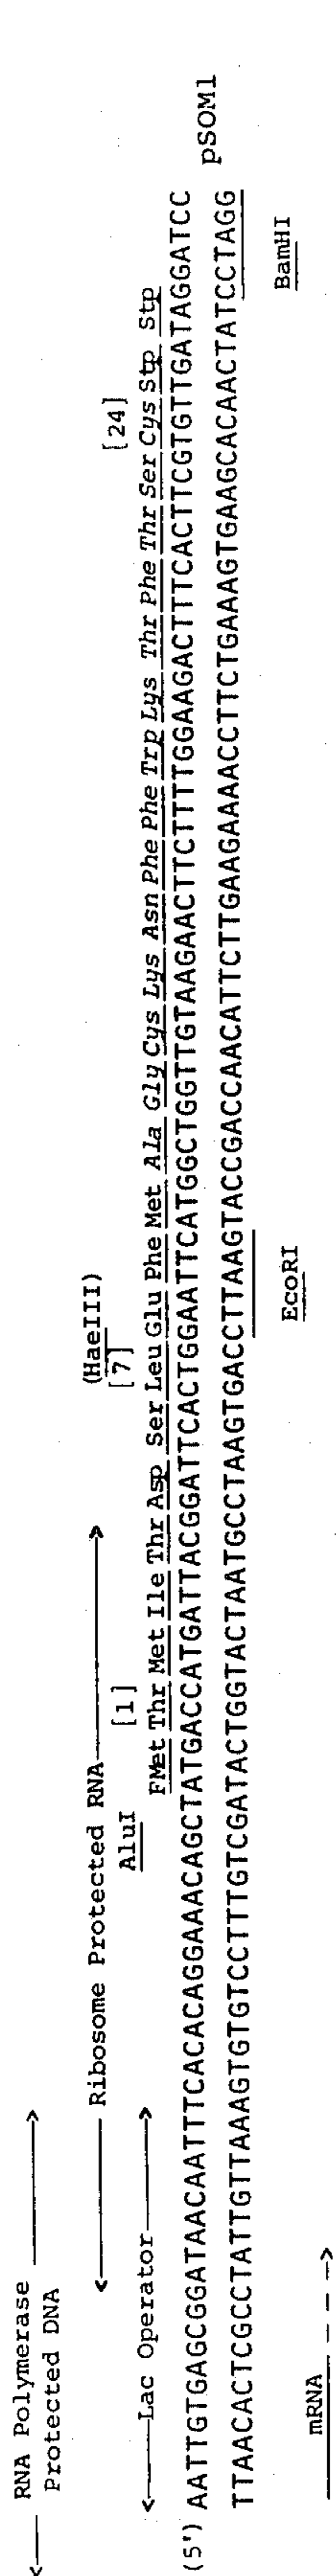 <—— RNA Polymerase ——>
Protected DNA
<—— Ribosome Protected RNA ——> (HaeIII)
AluI [1] [7] [24]
<——Lac Operator——> FMet Thr Met Ile Thr Asp Ser Leu Glu Phe Met Ala Gly Cys Lys Asn Phe Phe Trp Lys Thr Phe Thr Ser Cys Stp Stp
(5') AATTGTGAGCGGATAACAATTTCACACAGGAAACAGCTATGACCATGATTACGGATTCACTGGAATTCATGGCTGGTTGTAAGAACTTCTTTTGGAAGACTTTCACTTCGTGTTGATAGGATCC
pSOM1
TTAACACTCGCCTATTGTTAAAGTGTGTCCTTTGTCGATACTGGTACTAATGCCTAAGTGACCTTAAGTACCGACCAACATTCTTGAAGAAAACCTTCTGAAAGTGAAGCACAACTATCCTAGG
EcoRI BamHI
mRNA — — —>